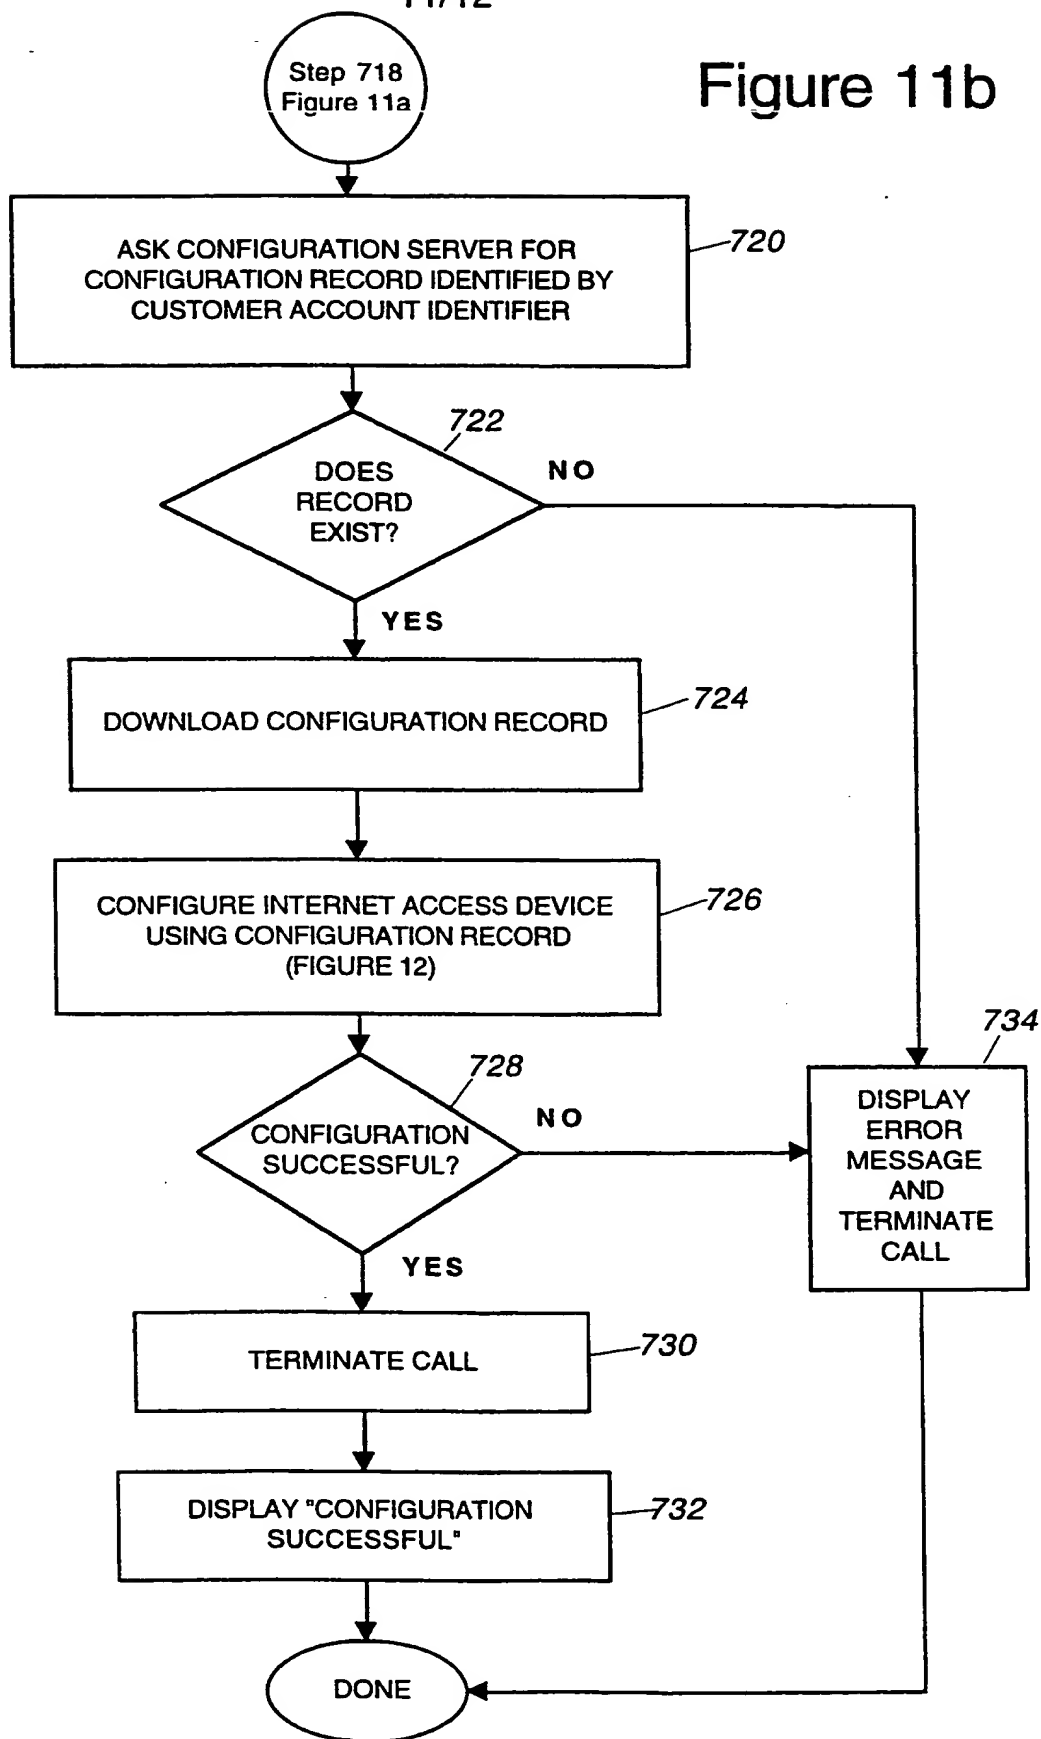 11/12
Step 718
Figure 11a
Figure 11b
ASK CONFIGURATION SERVER FOR
CONFIGURATION RECORD IDENTIFIED BY
CUSTOMER ACCOUNT IDENTIFIER
720
722
DOES
RECORD
EXIST?
NO
YES
DOWNLOAD CONFIGURATION RECORD
724
CONFIGURE INTERNET ACCESS DEVICE
USING CONFIGURATION RECORD
(FIGURE 12)
726
728
CONFIGURATION
SUCCESSFUL?
NO
YES
734
DISPLAY
ERROR
MESSAGE
AND
TERMINATE
CALL
TERMINATE CALL
730
DISPLAY "CONFIGURATION
SUCCESSFUL"
732
DONE